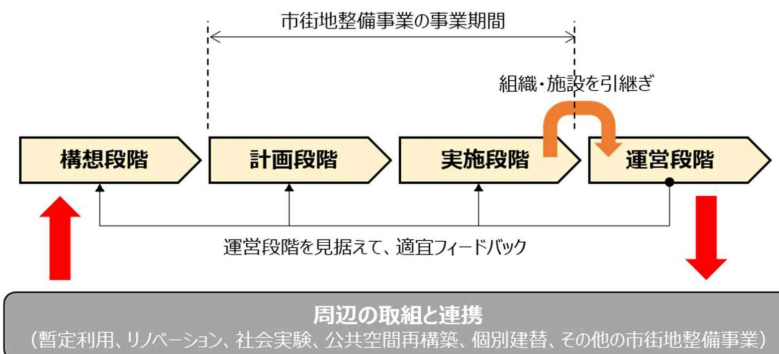 市街地整備事業の事業期間
組織・施設を引継ぎ
構想段階
計画段階
実施段階
運営段階
運営段階を見据えて、適宜フィードバック
周辺の取組と連携
（暫定利用、リノベーション、社会実験、公共空間再構築、個別建替、その他の市街地整備事業）